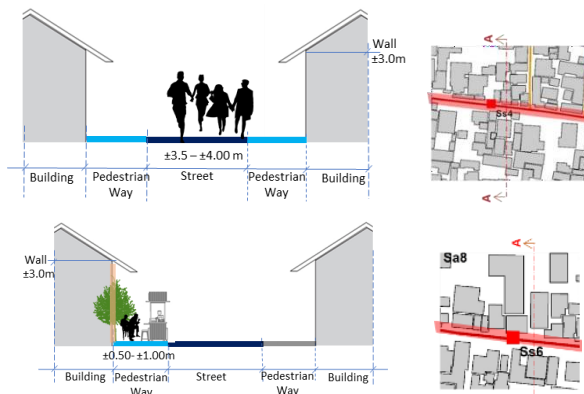 Wall
±3.0m
±3.5 – ±4.00 m
Building
Pedestrian
Way
Street
Pedestrian
Way
Building
A
Ss4
A
Wall
±3.0m
±0.50- ±1.00m
Building
Pedestrian
Way
Street
Pedestrian
Way
Building
A
Sa8
Ss6